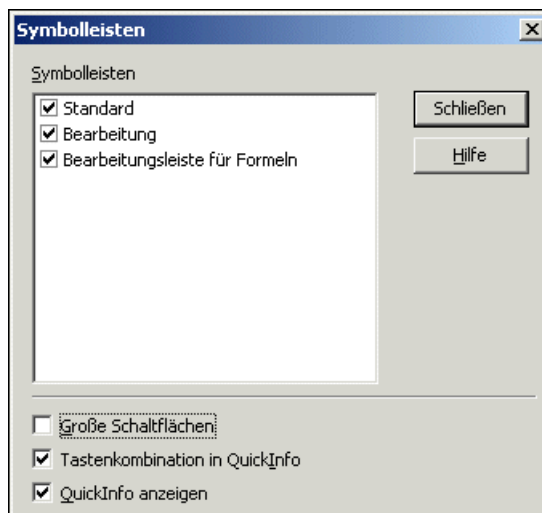 Symbolleisten
Symbolleisten
Standard
Bearbeitung
Bearbeitungsleiste für Formeln
Schließen
Hilfe
Große Schaltflächen
Tastenkombination in QuickInfo
QuickInfo anzeigen